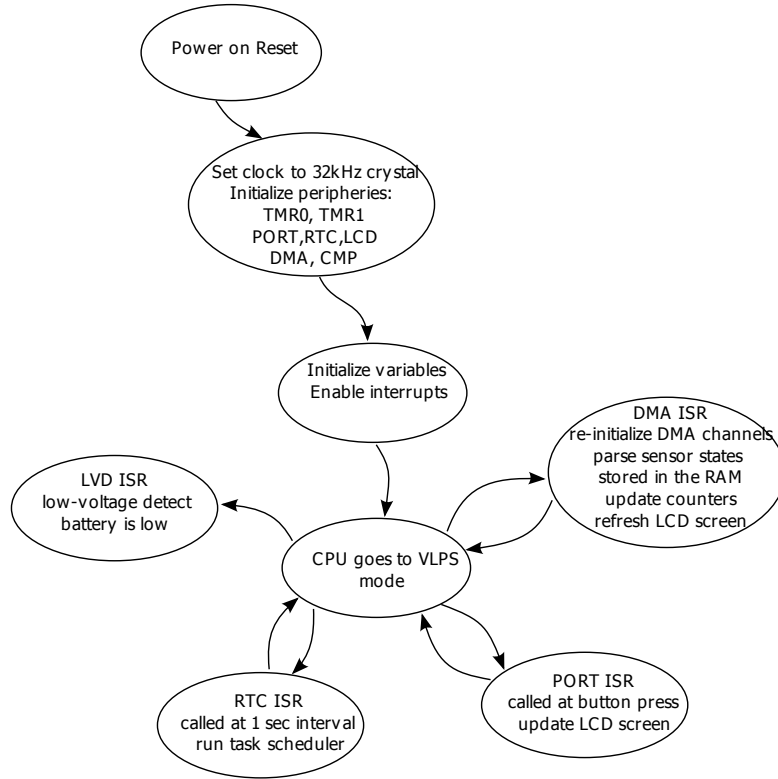 Power on Reset
Set clock to 32kHz crystal
Initialize peripheries:
TMR0, TMR1
PORT,RTC,LCD
DMA, CMP
Initialize variables
Enable interrupts
DMA ISR
re-initialize DMA channels
parse sensor states
stored in the RAM
update counters
refresh LCD screen
LVD ISR
low-voltage detect
battery is low
CPU goes to VLPS
mode
RTC ISR
called at 1 sec interval
run task scheduler
PORT ISR
called at button press
update LCD screen